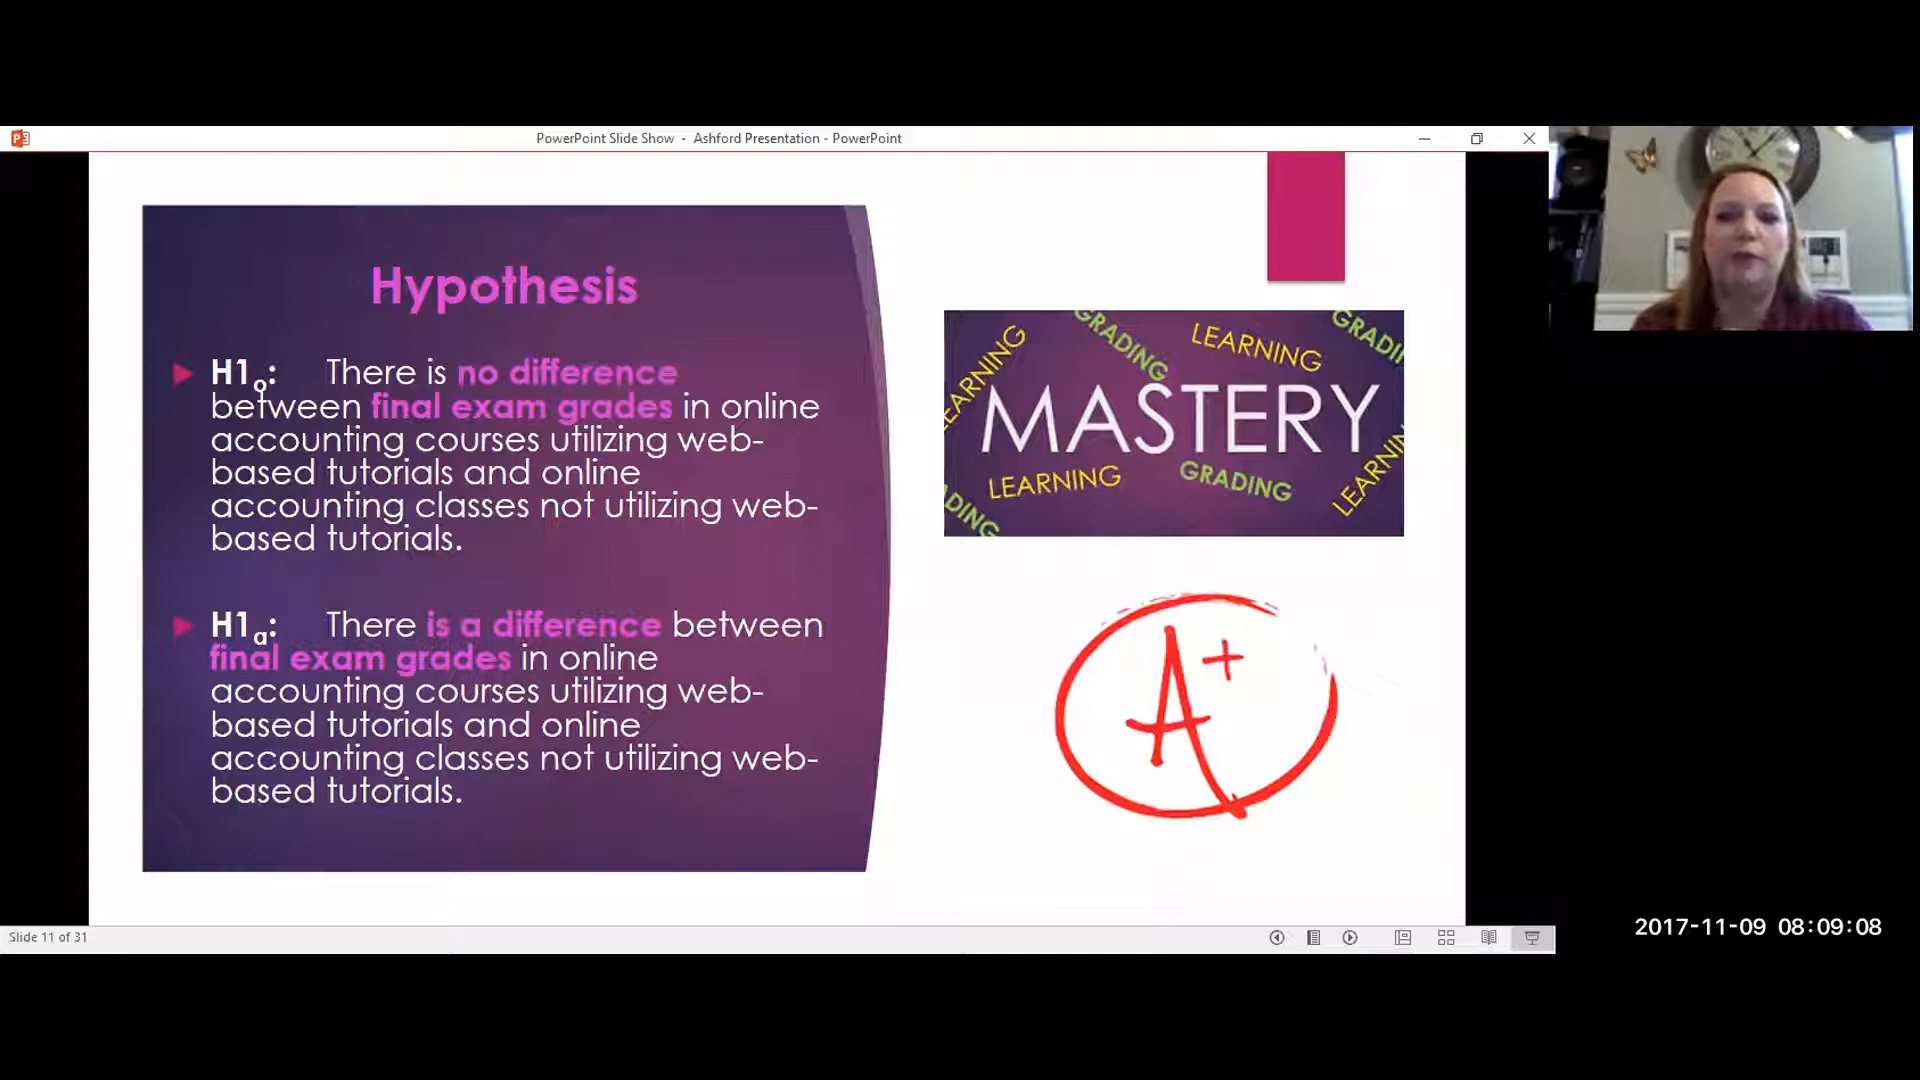 PowerPoint Slide Show - Ashford Presentation - PowerPoint
Hypothesis
H1o: There is no difference
between final exam grades in online
accounting courses utilizing web-
based tutorials and online
accounting classes not utilizing web-
based tutorials.
H1a: There is a difference between
final exam grades in online
accounting courses utilizing web-
based tutorials and online
accounting classes not utilizing web-
based tutorials.
LEARNING
GRADING
LEARNING
GRADIN
MASTERY
LEARNING
GRADING
LEARNIN
ADING
A+
Slide 11 of 31
2017-11-09 08:09:08